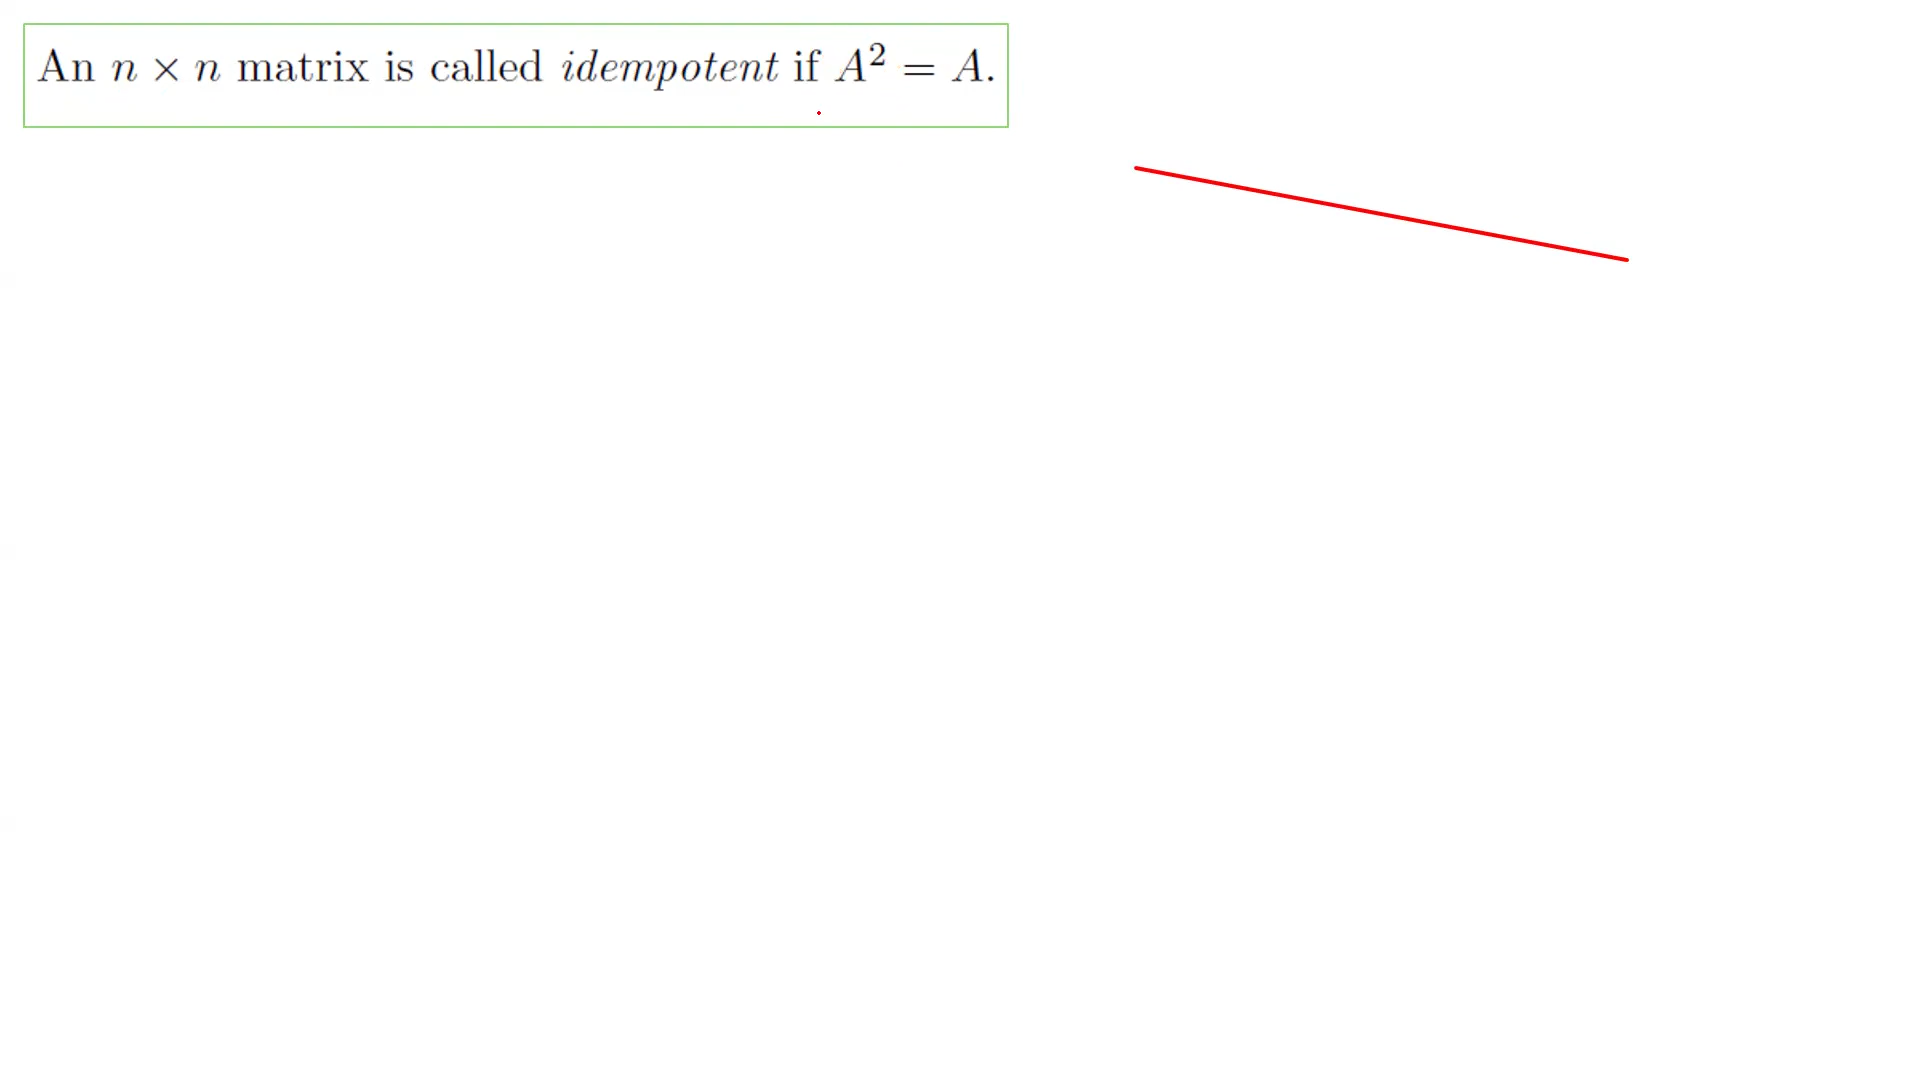 An n × n matrix is called idempotent if A² = A.